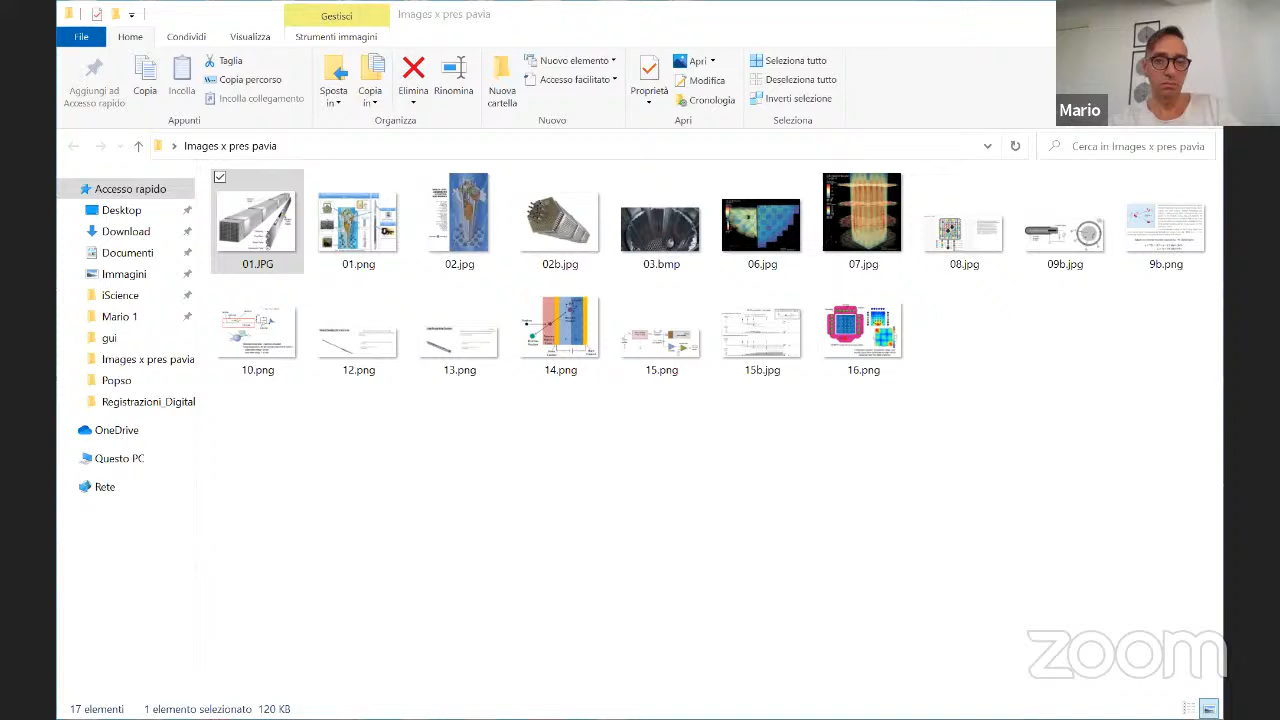 Gestisci
Images x pres pavia
File
Home
Condividi
Visualizza
Strumenti immagini
Aggiungi ad
Accesso rapido
Copia
Incolla
Taglia
Copia percorso
Incolla collegamento
Appunti
Sposta
in
Copia
in
Elimina
Rinomina
Organizza
Nuova
cartella
Nuovo elemento
Accesso facilitato
Nuovo
Proprietà
Apri
Modifica
Cronologia
Apri
Seleziona tutto
Deseleziona tutto
Inverti selezione
Seleziona
Mario
Images x pres pavia
Cerca in Images x pres pavia
Desktop
Download
Documenti
Immagini
iScience
Mario 1
gui
Images x pres pavia
Popso
Registrazioni_Digital
OneDrive
Questo PC
Rete
01.JPG
01.png
02.jpg
02b.jpg
03.bmp
06.jpg
07.jpg
08.jpg
09b.jpg
9b.png
10.png
12.png
13.png
14.png
15.png
15b.jpg
16.png
17 elementi
1 elemento selezionato 120 KB
zoom